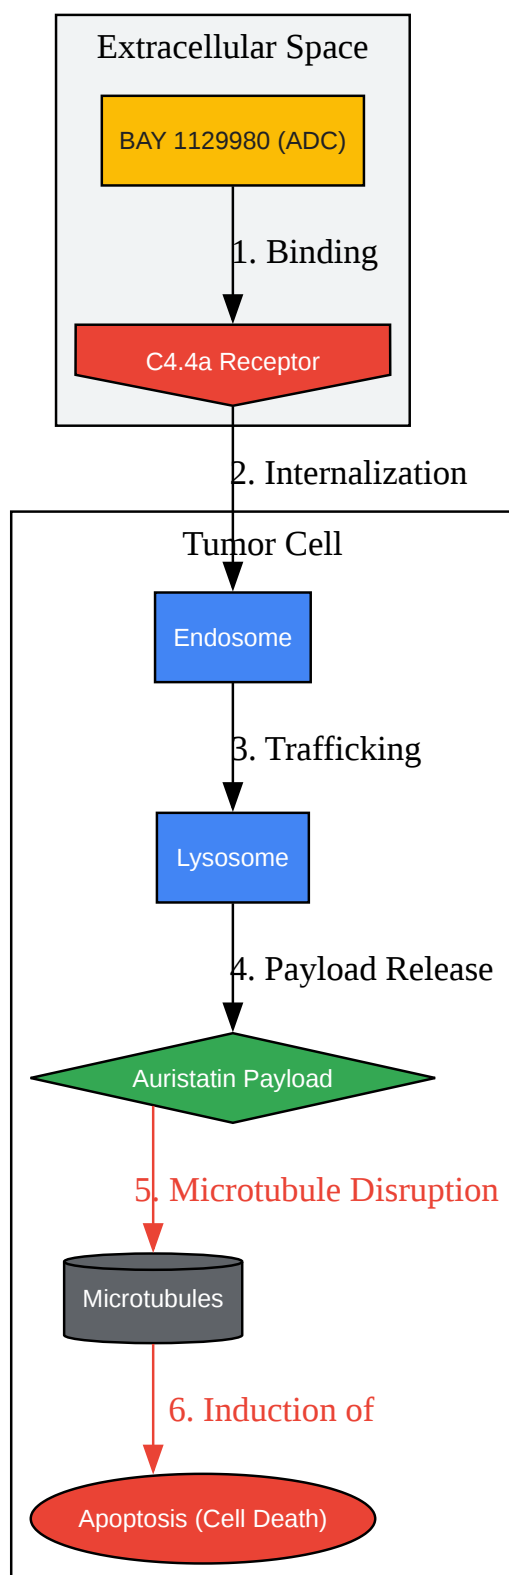 Extracellular Space
BAY 1129980 (ADC)
1. Binding
C4.4a Receptor
2. Internalization
Tumor Cell
Endosome
3. Trafficking
Lysosome
4. Payload Release
Auristatin Payload
5. Microtubule Disruption
Microtubules
6. Induction of
Apoptosis (Cell Death)